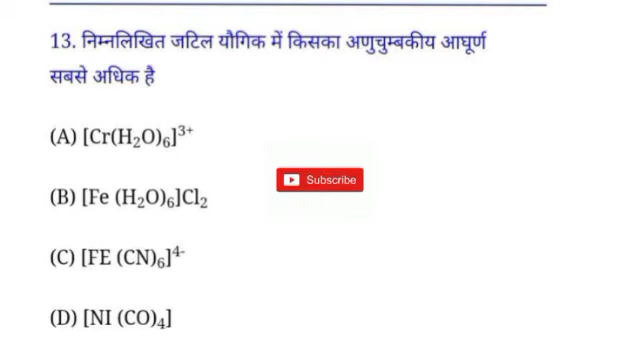 13. निम्नलिखित जटिल यौगिक में किसका अणुचुम्बकीय आघूर्ण
सबसे अधिक है
(A) [Cr(H₂O)₆]³⁺
Subscribe
(B) [Fe (H₂O)₆]Cl₂
(C) [FE (CN)₆]⁴⁻
(D) [NI (CO)₄]